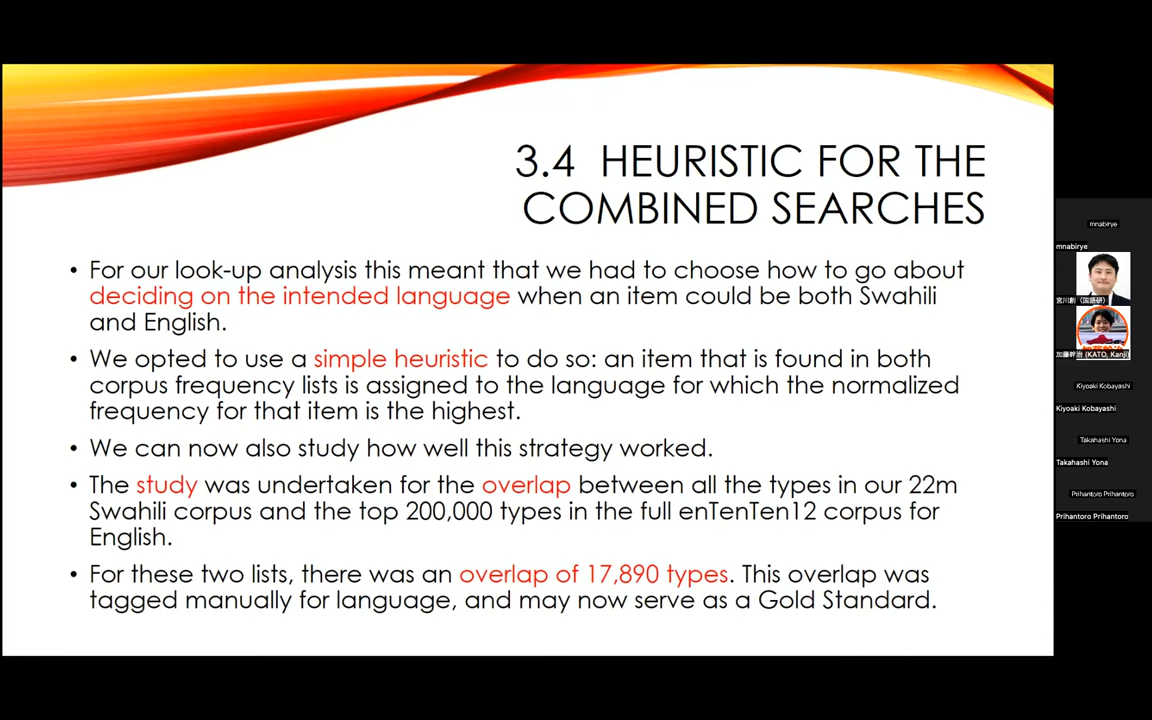 3.4 HEURISTIC FOR THE
COMBINED SEARCHES
• For our look-up analysis this meant that we had to choose how to go about
deciding on the intended language when an item could be both Swahili
and English.
• We opted to use a simple heuristic to do so: an item that is found in both
corpus frequency lists is assigned to the language for which the normalized
frequency for that item is the highest.
• We can now also study how well this strategy worked.
• The study was undertaken for the overlap between all the types in our 22m
Swahili corpus and the top 200,000 types in the full enTenTen12 corpus for
English.
• For these two lists, there was an overlap of 17,890 types. This overlap was
tagged manually for language, and may now serve as a Gold Standard.
mnabirye
mnabirye
宮川創（国語研）
加藤幹治 (KATO, Kanji)
Kiyoaki Kobayashi
Kiyoaki Kobayashi
Takahashi Yona
Takahashi Yona
Prihantoro Prihantoro
Prihantoro Prihantoro